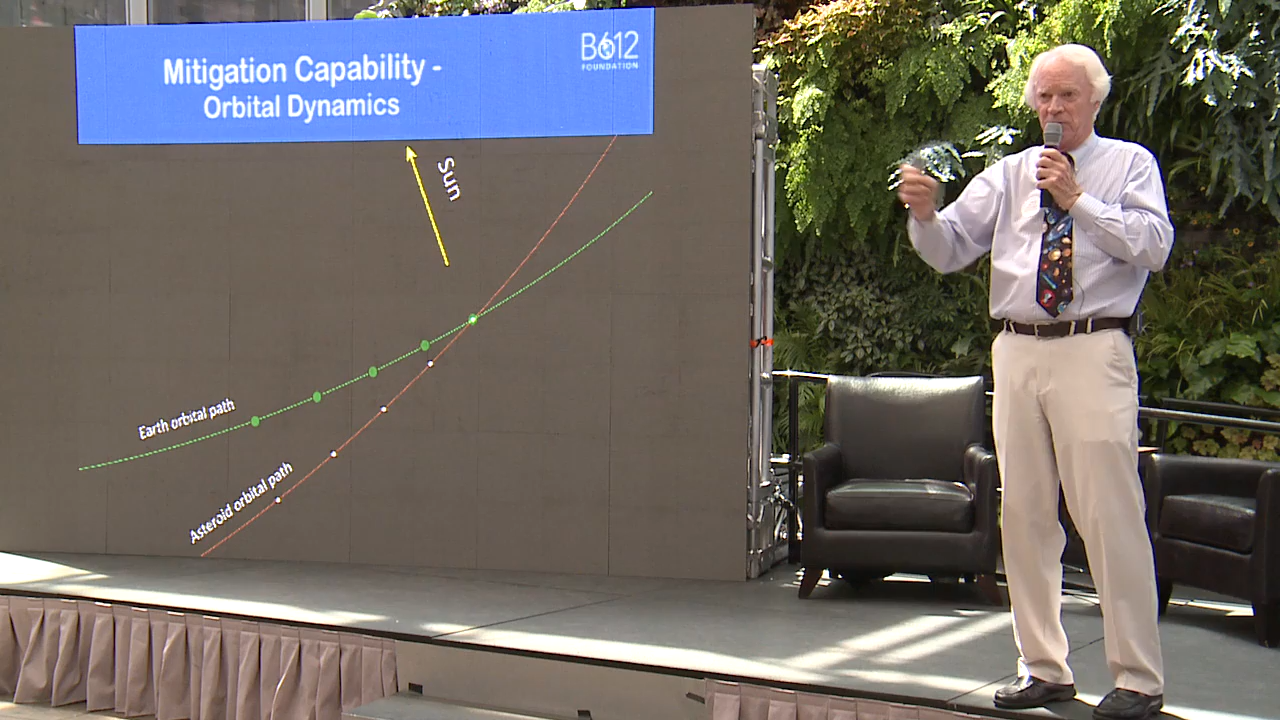 Mitigation Capability -
Orbital Dynamics
B612
FOUNDATION
Sun
Earth orbital path
Asteroid orbital path